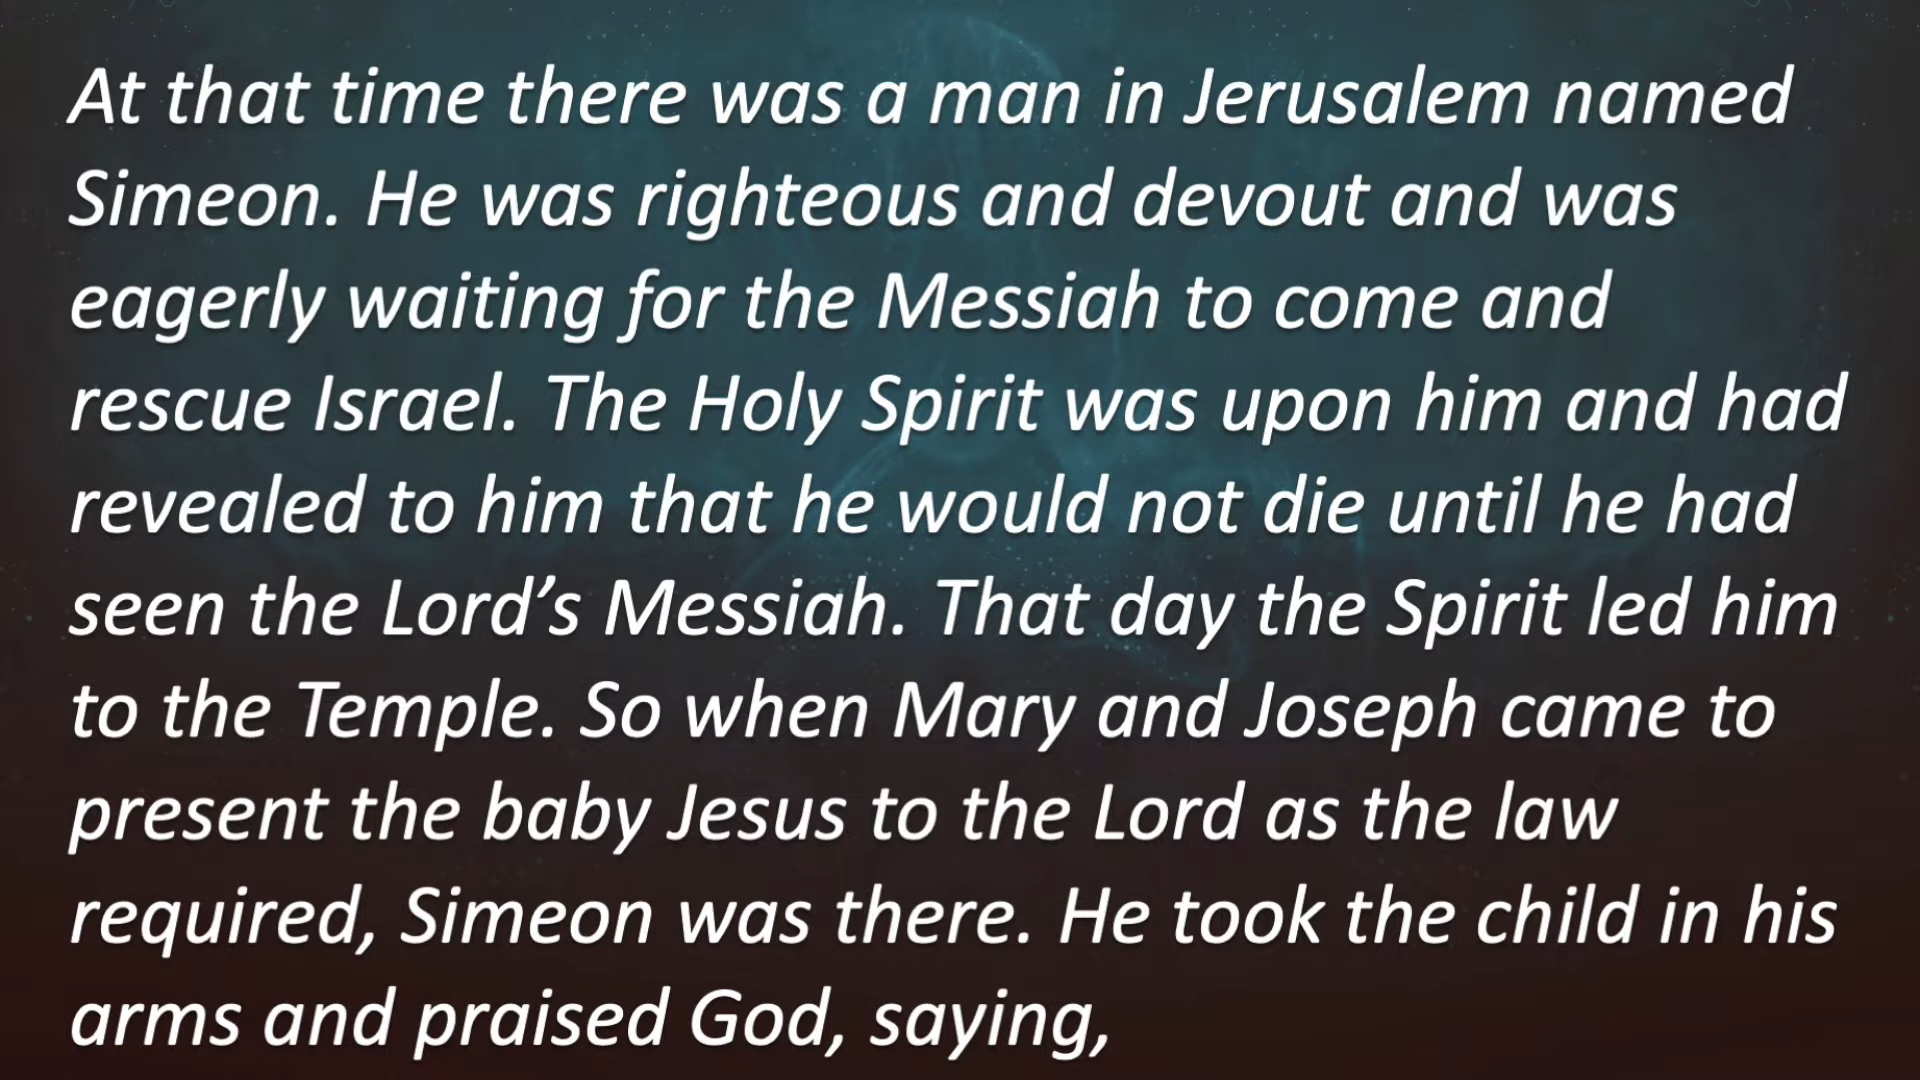 At that time there was a man in Jerusalem named
Simeon. He was righteous and devout and was
eagerly waiting for the Messiah to come and
rescue Israel. The Holy Spirit was upon him and had
revealed to him that he would not die until he had
seen the Lord’s Messiah. That day the Spirit led him
to the Temple. So when Mary and Joseph came to
present the baby Jesus to the Lord as the law
required, Simeon was there. He took the child in his
arms and praised God, saying,